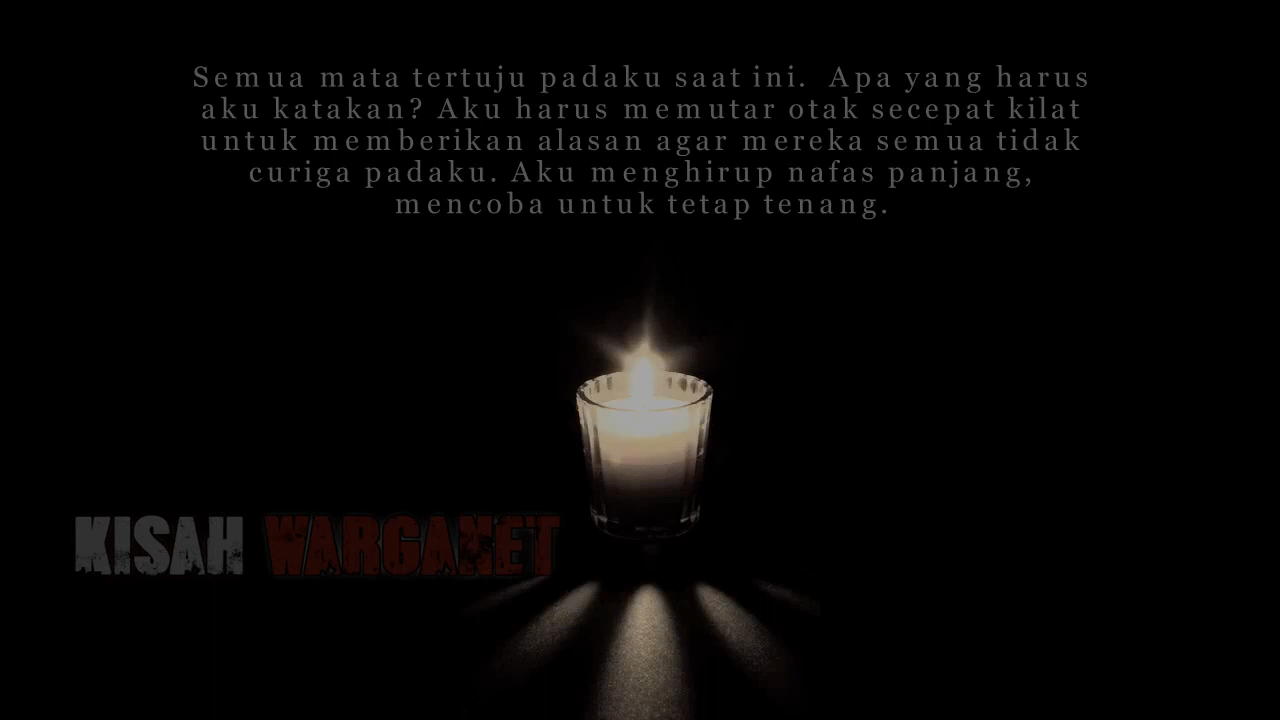 Semua mata tertuju padaku saat ini. Apa yang harus
aku katakan? Aku harus memutar otak secepat kilat
untuk memberikan alasan agar mereka semua tidak
curiga padaku. Aku menghirup nafas panjang,
mencoba untuk tetap tenang.
KISAH WARGANET